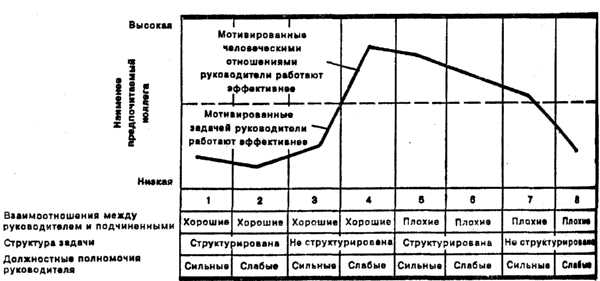 Высокая
Мотивированные
человеческими
отношениями
руководители работают
эффективнее
Наименее
предпочитаемый
коллега
Мотивированные
задачей руководители
работают эффективнее
Низкая
1 2 3 4 5 6 7 8
Взаимоотношения между
руководителем и подчиненными
Хорошие Хорошие Хорошие Хорошие Плохие Плохие Плохие Плохие
Структура задачи
Структурирована Не структурирована Структурирована Не структурирована
Должностные полномочия
руководителя
Сильные Слабые Сильные Слабые Сильные Слабые Сильные Слабые